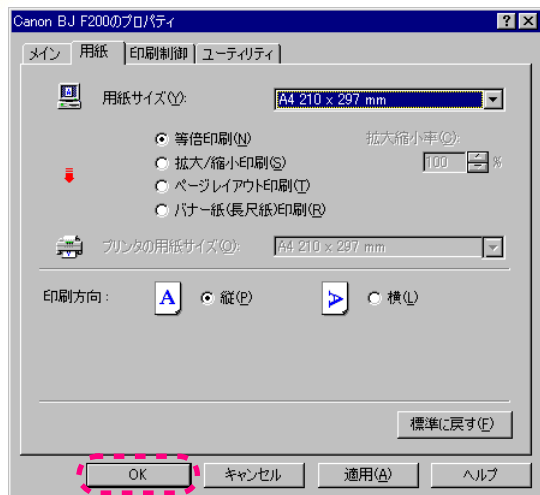 Canon BJ F200のプロパティ
メイン 用紙 印刷制御 ユーティリティ
用紙サイズ(Y): A4 210 x 297 mm
等倍印刷(N) 拡大縮小率(C):
拡大/縮小印刷(S) 100 %
ページレイアウト印刷(T)
バナー紙(長尺紙)印刷(R)
プリンタの用紙サイズ(O): A4 210 x 297 mm
印刷方向: A 縦(P) A 横(L)
標準に戻す(F)
OK キャンセル 適用(A) ヘルプ